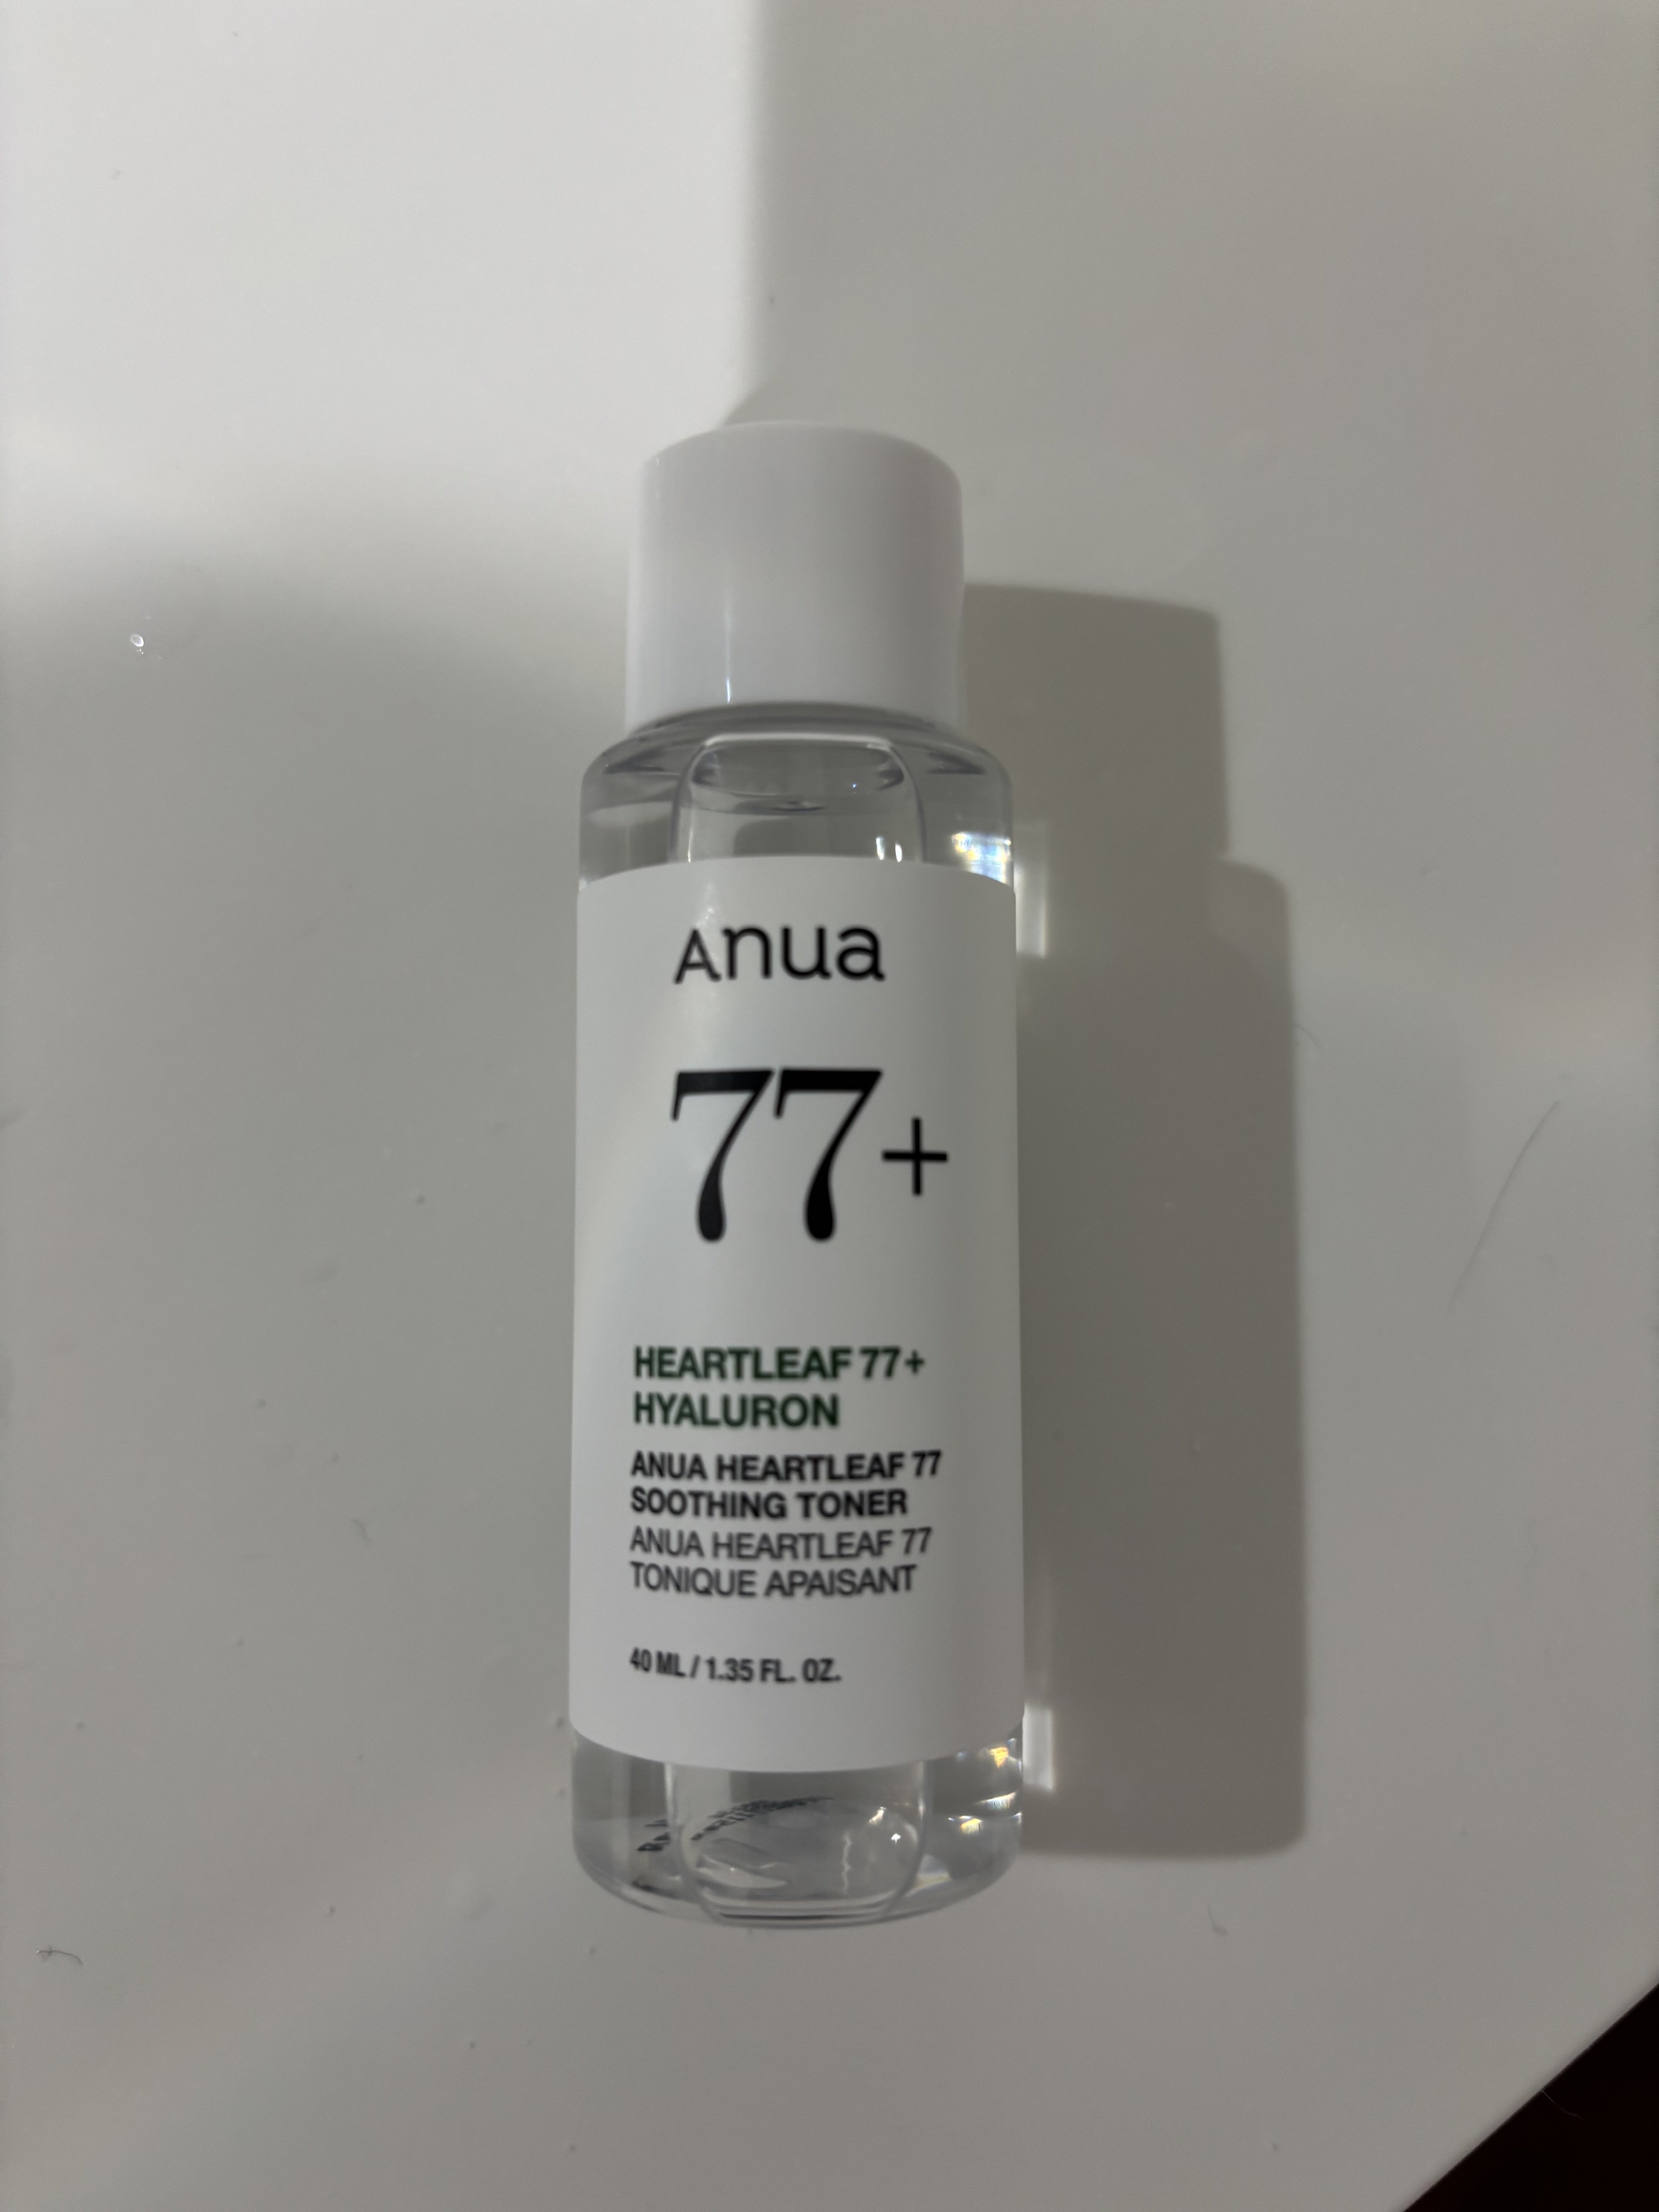 Anua
77+
HEARTLEAF 77+
HYALURON
ANUA HEARTLEAF 77
SOOTHING TONER
ANUA HEARTLEAF 77
TONIQUE APAISANT
40 ML / 1.35 FL. OZ.